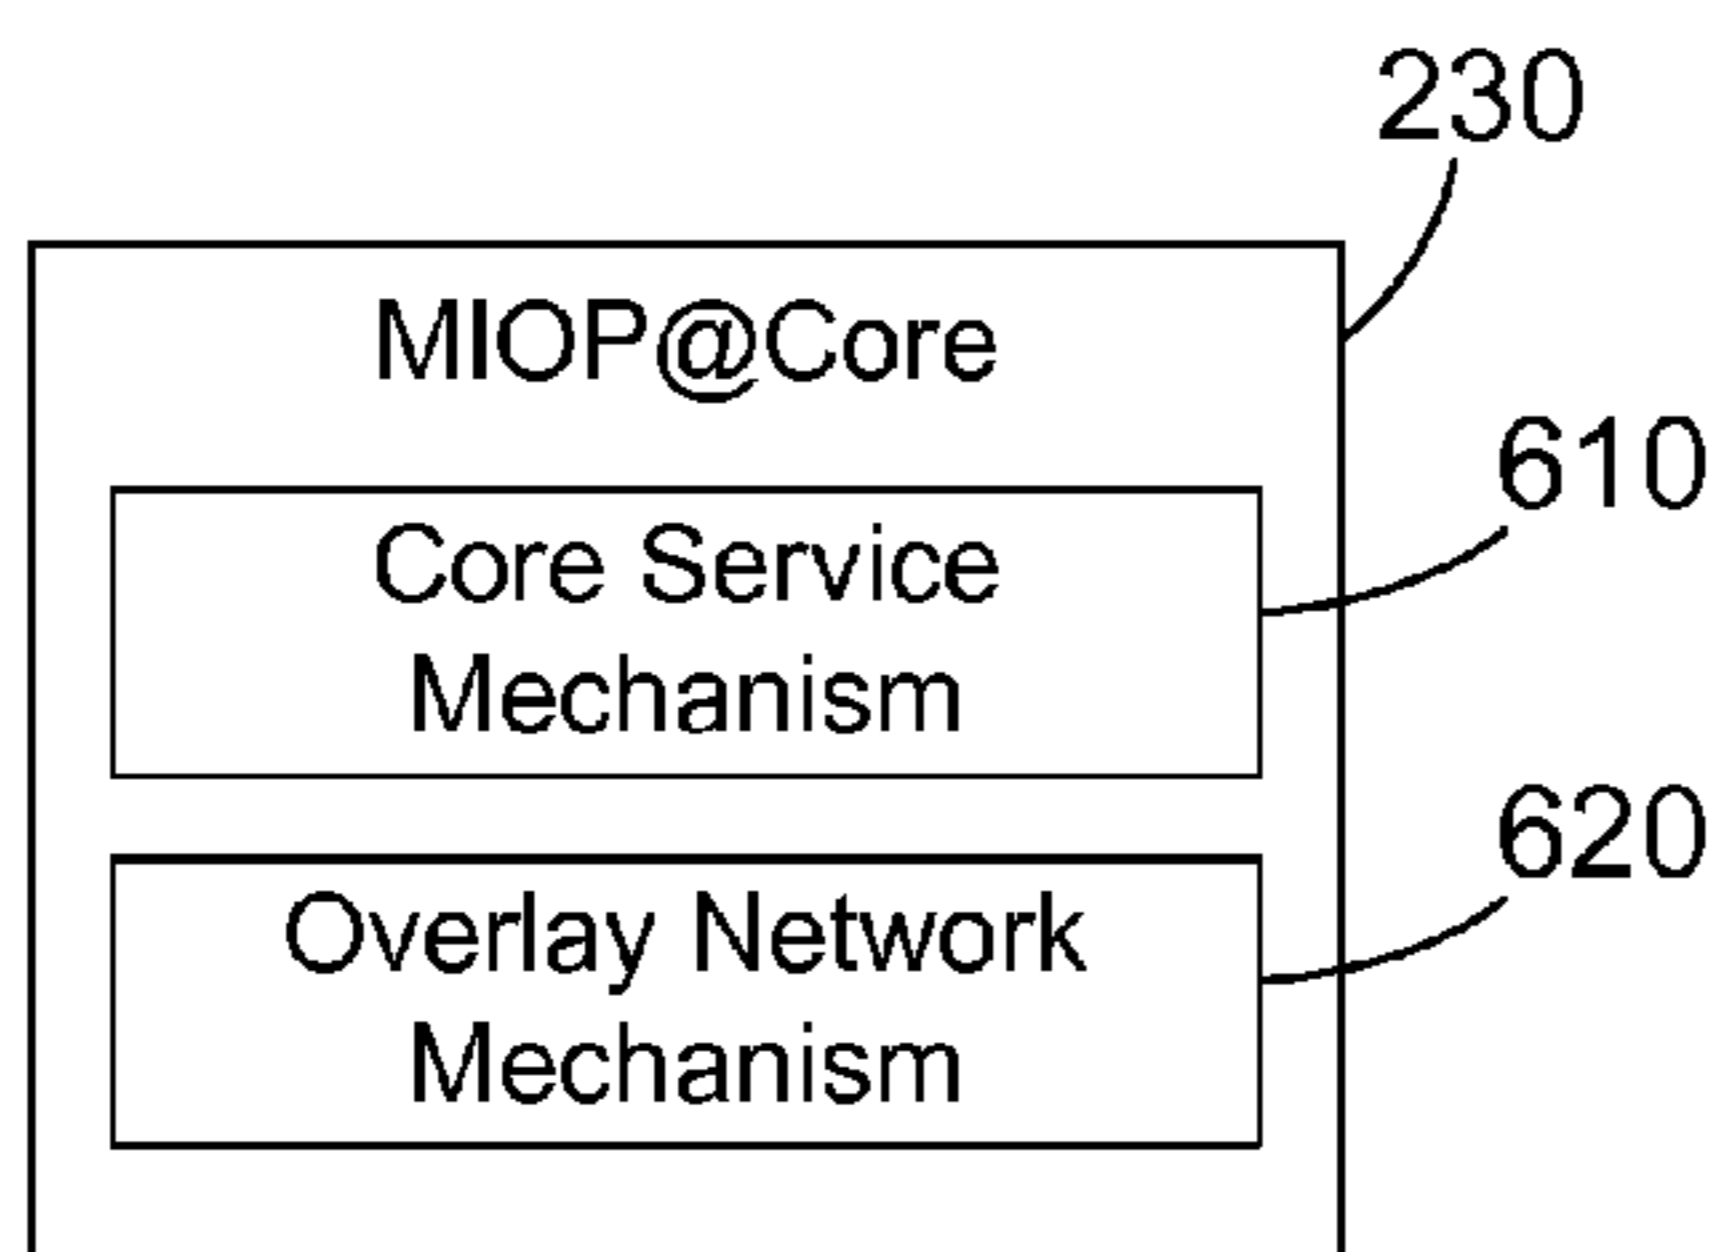 230
MIOP@Core
610
Core Service
Mechanism
620
Overlay Network
Mechanism